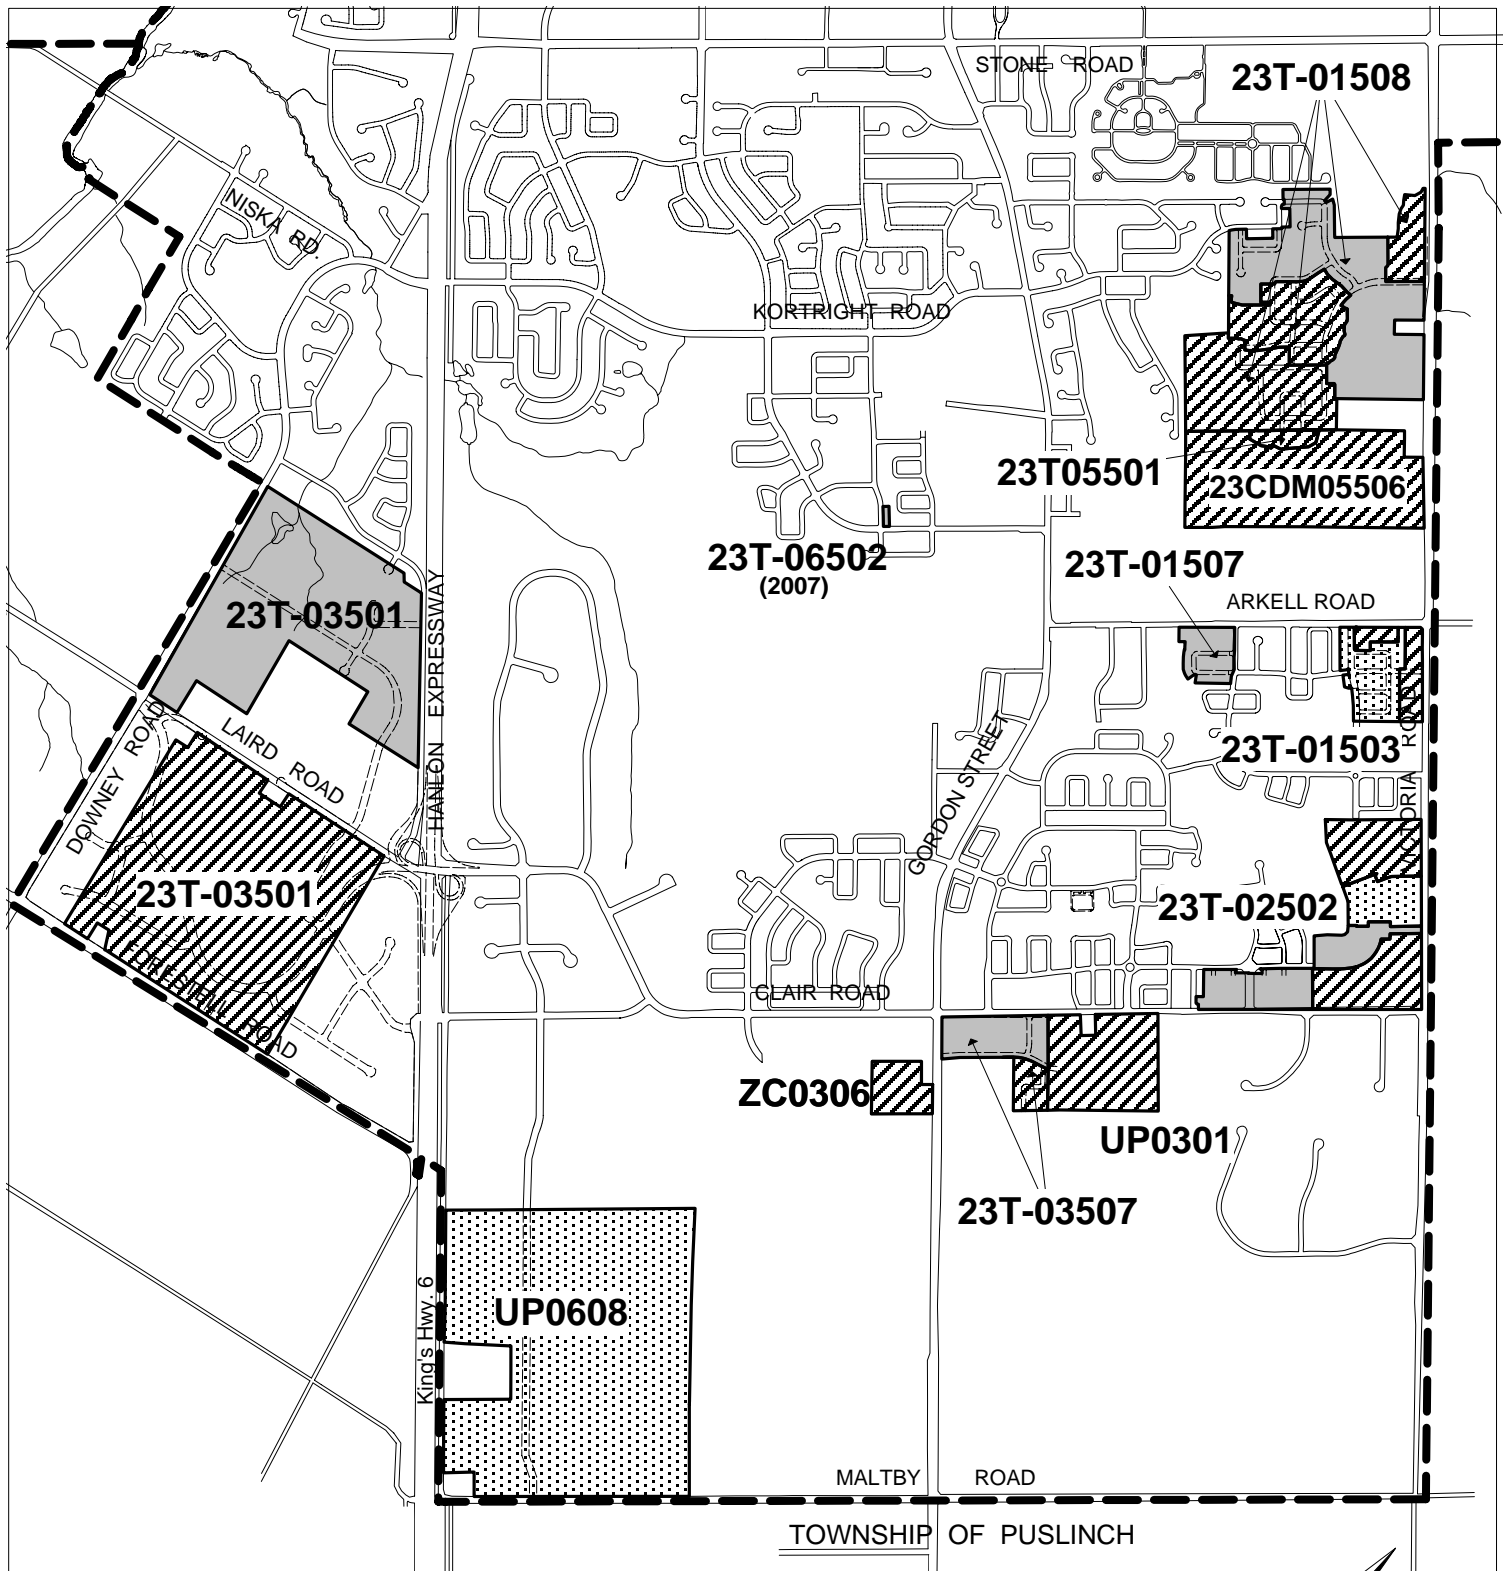 STONE ROAD
23T-01508
NISKA RD.
KORTRIGHT ROAD
23T05501
23CDM05506
23T-06502
(2007)
23T-01507
ARKELL ROAD
23T-03501
HANLON EXPRESSWAY
LAIRD ROAD
DOWNEY ROAD
GORDON STREET
23T-01503
VICTORIA ROAD
23T-03501
23T-02502
FORESTELL ROAD
CLAIR ROAD
ZC0306
UP0301
23T-03507
King's Hwy. 6
UP0608
MALTBY ROAD
TOWNSHIP OF PUSLINCH